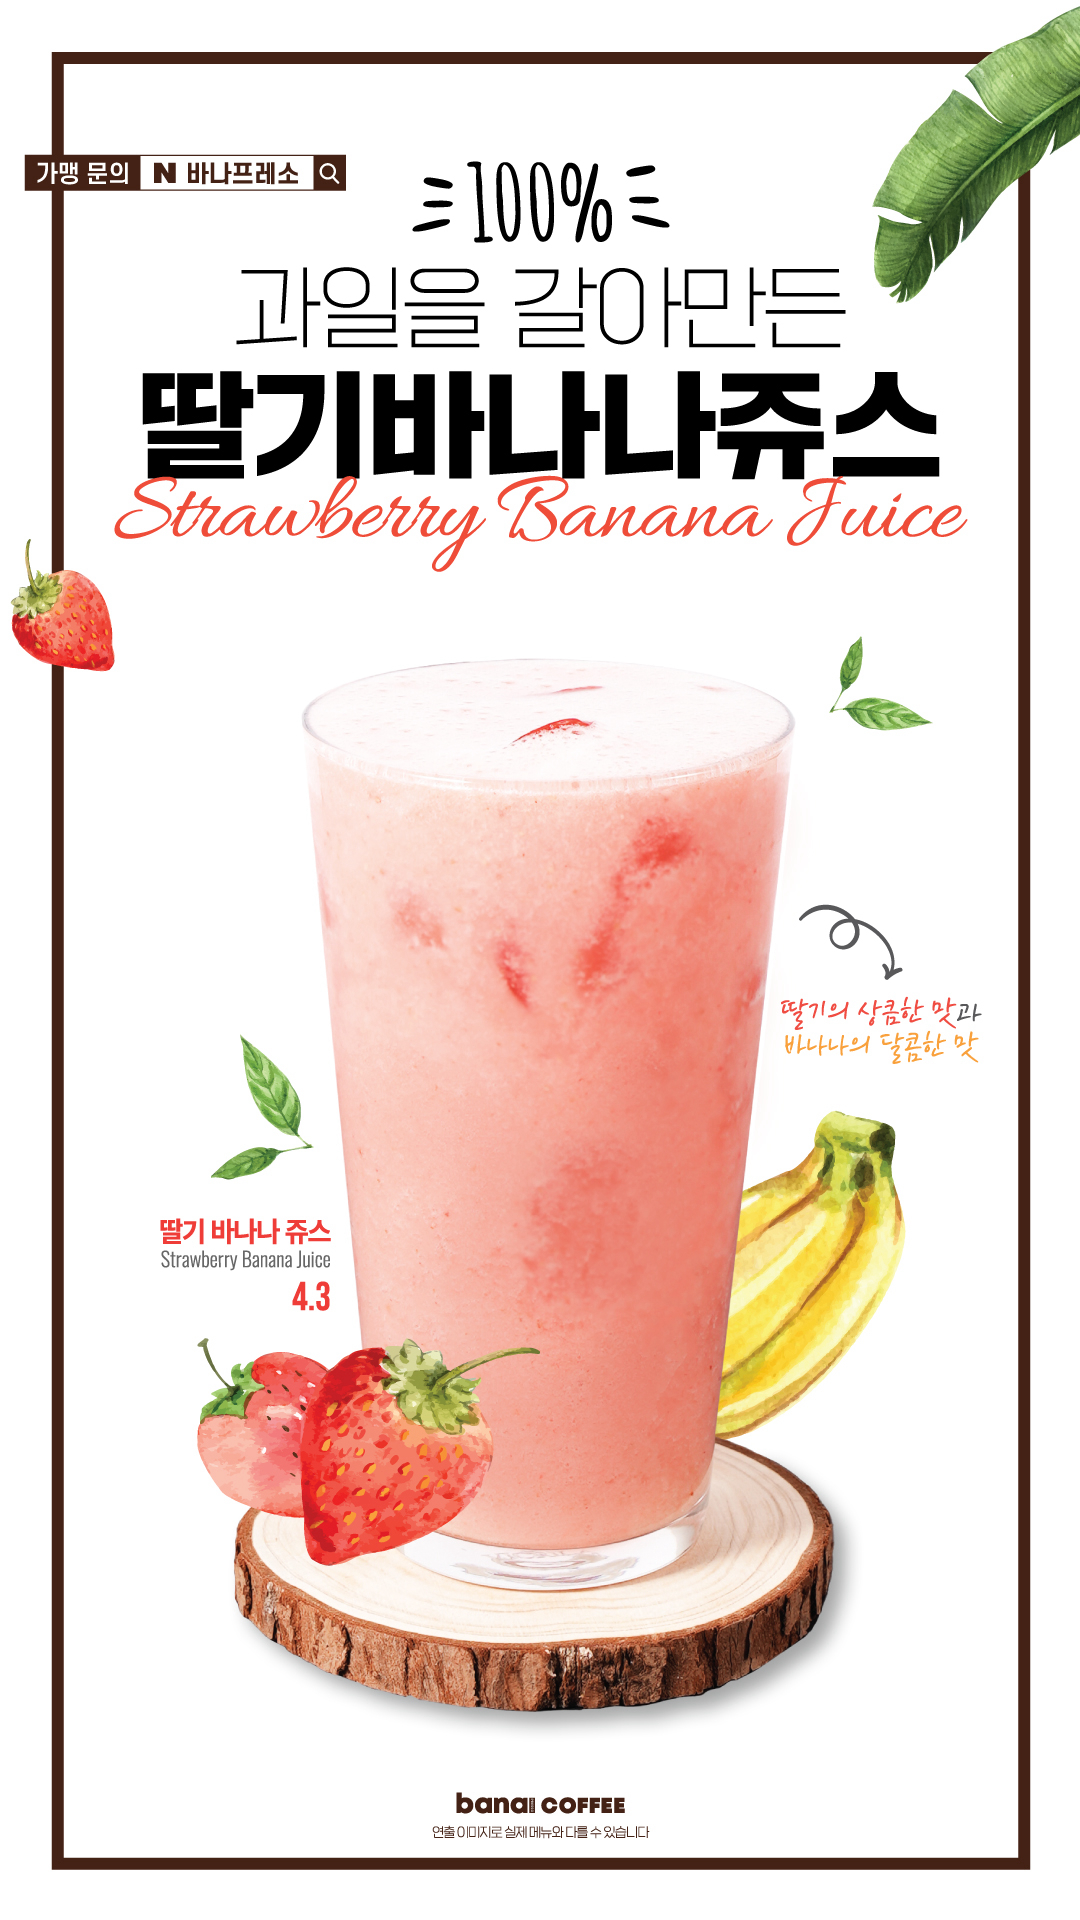 가맹 문의 N 바나프레소
100%
과일을 갈아만든
딸기바나나쥬스
Strawberry Banana Juice
딸기의 상콤한 맛과
바나나의 달콤한 맛
딸기 바나나 쥬스
Strawberry Banana Juice
4.3
bana COFFEE
연출 이미지로 실제 메뉴와 다를 수 있습니다